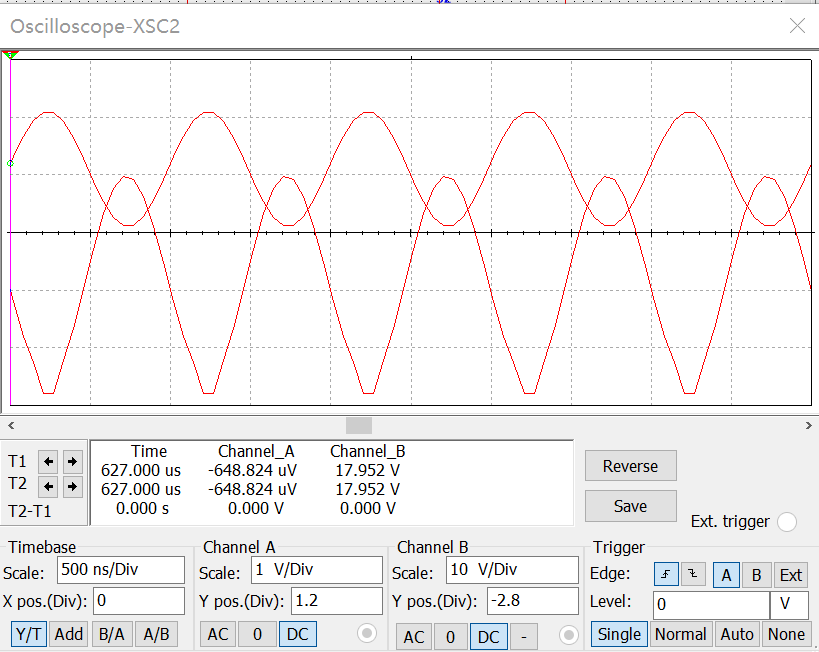 Oscilloscope-XSC2
Time Channel_A Channel_B
T1 627.000 us -648.824 uV 17.952 V
T2 627.000 us -648.824 uV 17.952 V
T2-T1 0.000 s 0.000 V 0.000 V
Reverse
Save
Ext. trigger
Timebase
Scale: 500 ns/Div
X pos.(Div): 0
Y/T Add B/A A/B
Channel A
Scale: 1 V/Div
Y pos.(Div): 1.2
AC 0 DC
Channel B
Scale: 10 V/Div
Y pos.(Div): -2.8
AC 0 DC -
Trigger
Edge: A B Ext
Level: 0 V
Single Normal Auto None